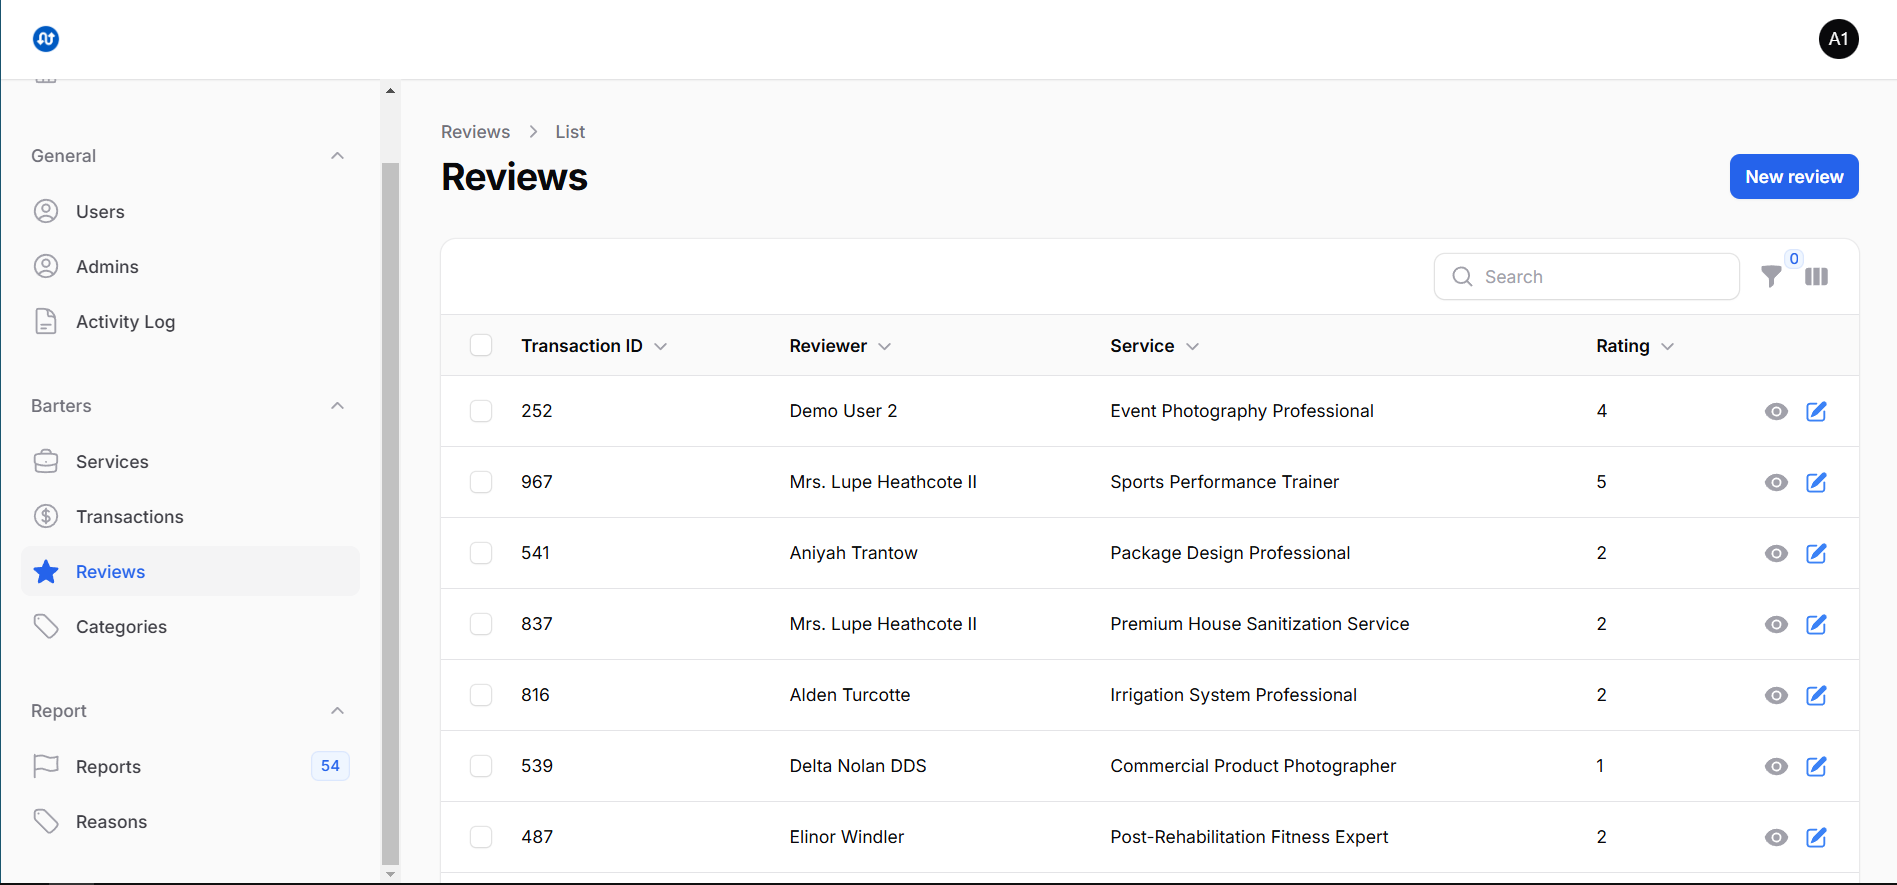 A1
General
Users
Admins
Activity Log
Barters
Services
Transactions
Reviews
Categories
Report
Reports 54
Reasons
Reviews List
Reviews
New review
Search 0
Transaction ID Reviewer Service Rating
252 Demo User 2 Event Photography Professional 4
967 Mrs. Lupe Heathcote II Sports Performance Trainer 5
541 Aniyah Trantow Package Design Professional 2
837 Mrs. Lupe Heathcote II Premium House Sanitization Service 2
816 Alden Turcotte Irrigation System Professional 2
539 Delta Nolan DDS Commercial Product Photographer 1
487 Elinor Windler Post-Rehabilitation Fitness Expert 2